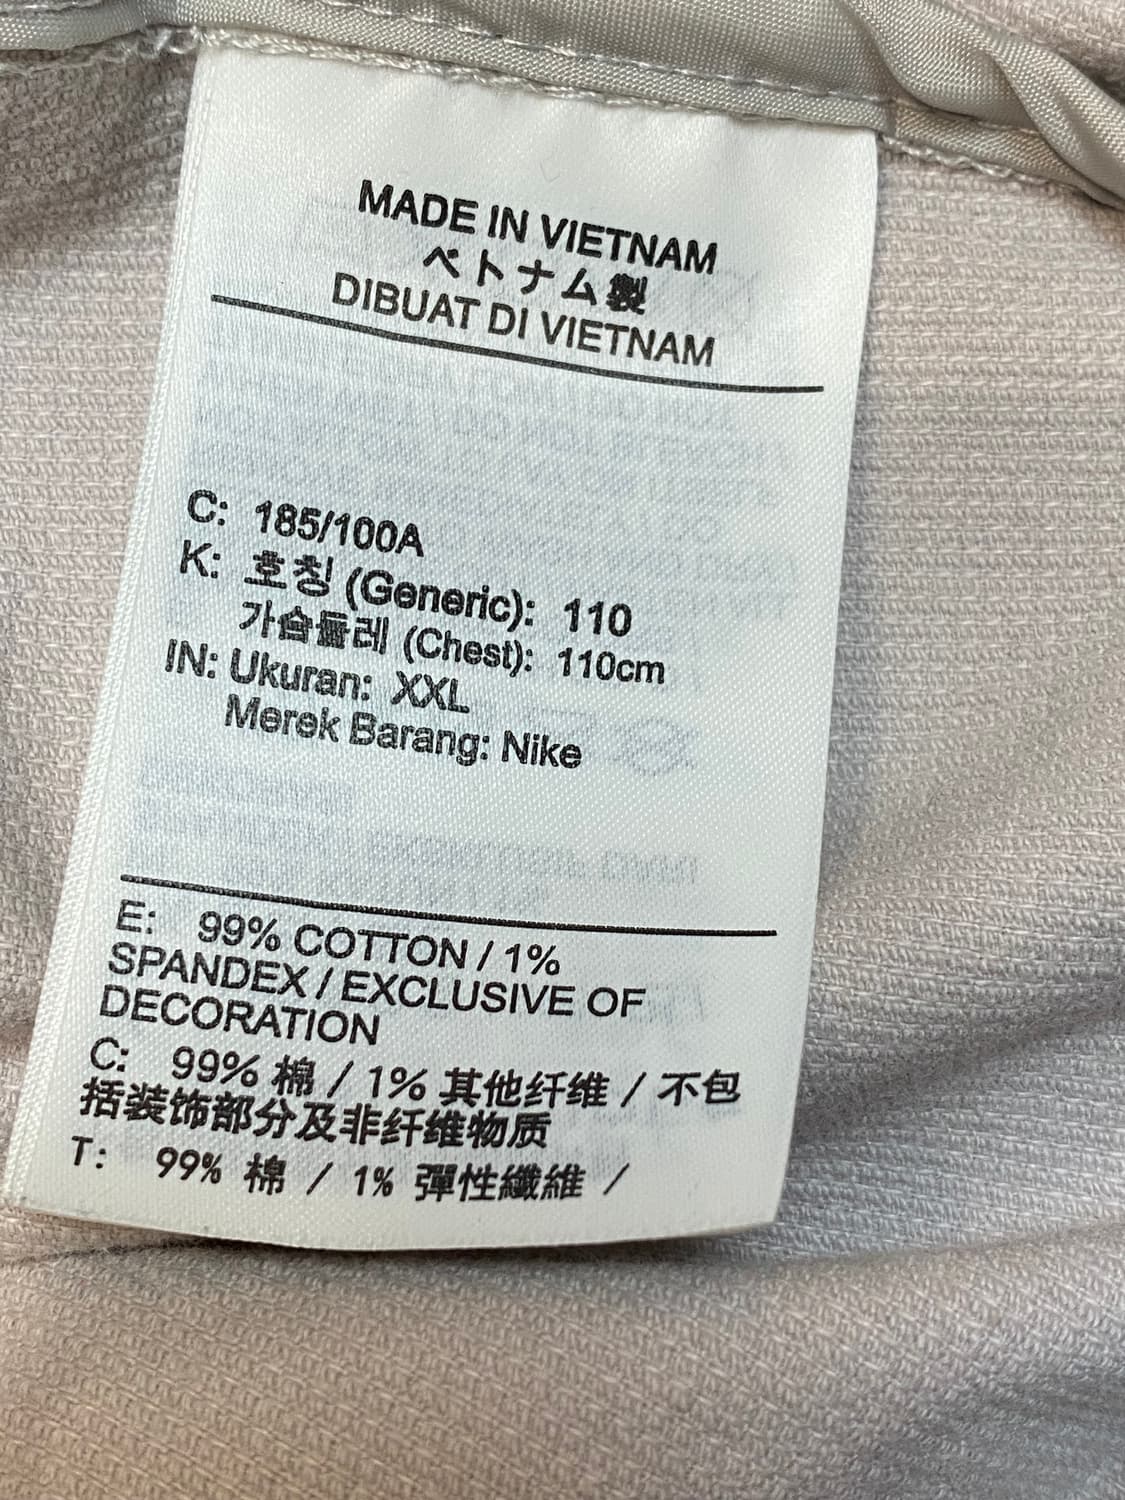 MADE IN VIETNAM
ベトナム製
DIBUAT DI VIETNAM
C: 185/100A
K: 호칭 (Generic): 110
가슴둘레 (Chest): 110cm
IN: Ukuran: XXL
Merek Barang: Nike
E: 99% COTTON / 1%
SPANDEX / EXCLUSIVE OF
DECORATION
C: 99% 棉 / 1% 其他纤维 / 不包
括装饰部分及非纤维物质
T: 99% 棉 / 1% 彈性纖維 /